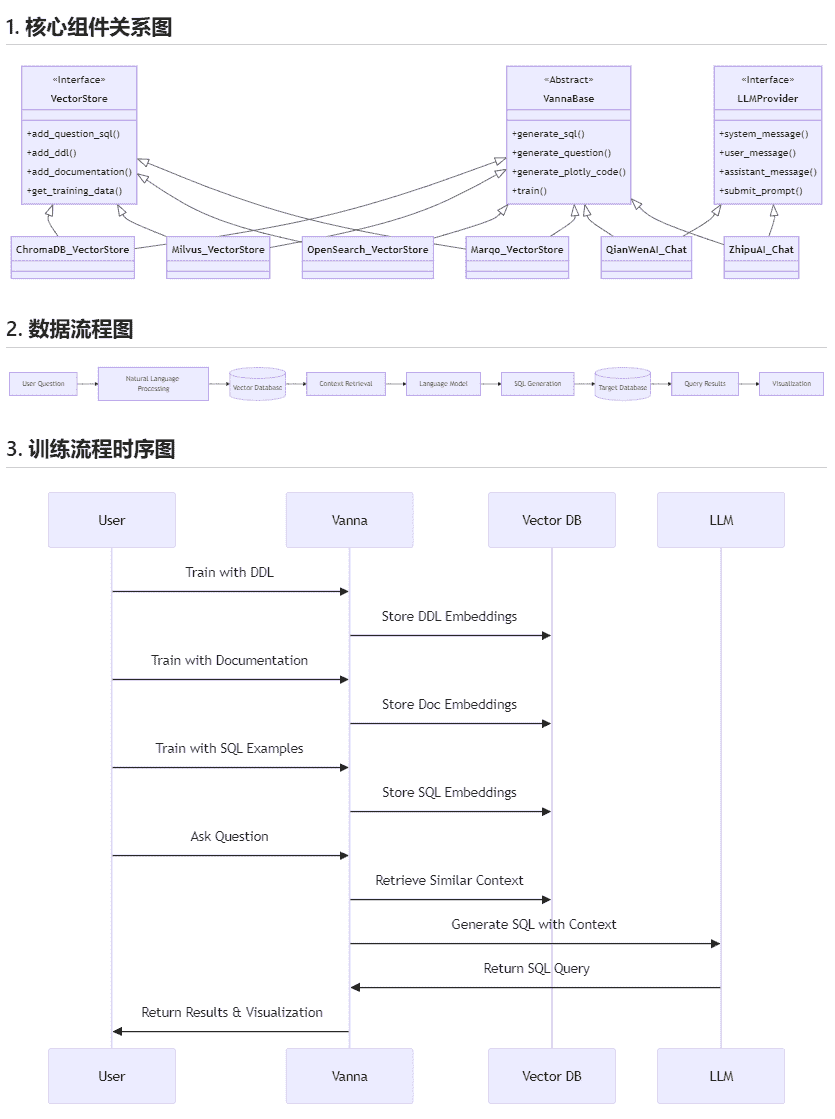 1. 核心组件关系图
«Interface»
VectorStore
+add_question_sql()
+add_ddl()
+add_documentation()
+get_training_data()
«Abstract»
VannaBase
+generate_sql()
+generate_question()
+generate_plotly_code()
+train()
«Interface»
LLMProvider
+system_message()
+user_message()
+assistant_message()
+submit_prompt()
ChromaDB_VectorStore
Milvus_VectorStore
OpenSearch_VectorStore
Marqo_VectorStore
QianWenAI_Chat
ZhipuAI_Chat
2. 数据流程图
User Question
Natural Language
Processing
Vector Database
Context Retrieval
Language Model
SQL Generation
Target Database
Query Results
Visualization
3. 训练流程时序图
User
Vanna
Vector DB
LLM
Train with DDL
Store DDL Embeddings
Train with Documentation
Store Doc Embeddings
Train with SQL Examples
Store SQL Embeddings
Ask Question
Retrieve Similar Context
Generate SQL with Context
Return SQL Query
Return Results & Visualization
User
Vanna
Vector DB
LLM